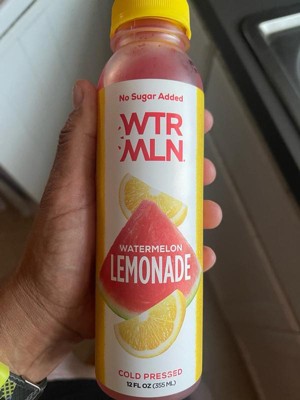 No Sugar Added
WTR
MLN
WATERMELON
LEMONADE
COLD PRESSED
12 FL OZ (355 ML)